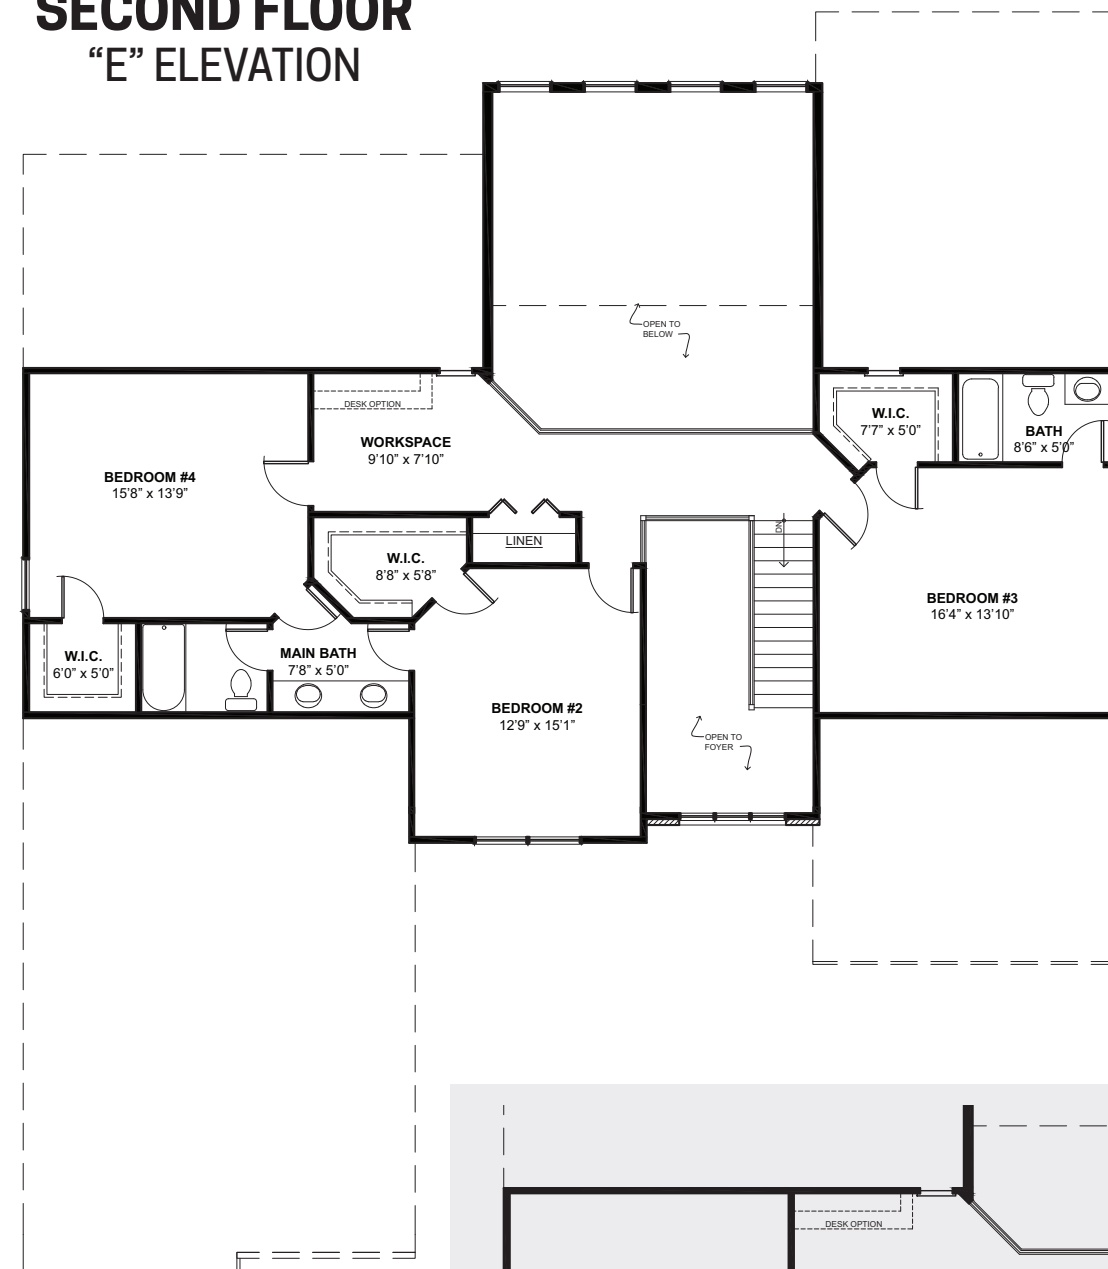 SECOND FLOOR
“E” ELEVATION
OPEN TO
BELOW
DESK OPTION
WORKSPACE
9'10” x 7'10”
BEDROOM #4
15’8” x 13’9”
W.I.C.
7’7” x 5’0”
BATH
8’6” x 5’0”
LINEN
DN
W.I.C.
8’8” x 5’8”
BEDROOM #3
16’4” x 13’10”
W.I.C.
6’0” x 5’0”
MAIN BATH
7’8” x 5’0”
BEDROOM #2
12’9” x 15’1”
OPEN TO
FOYER
DESK OPTION